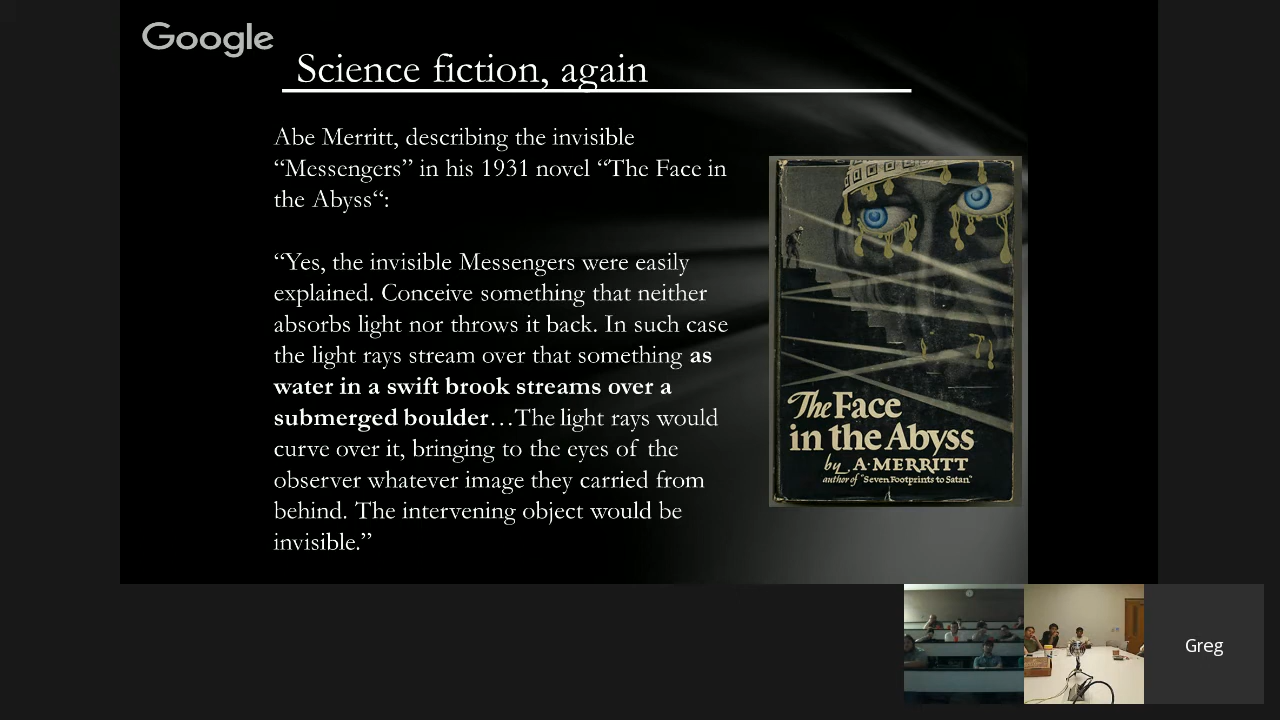 Google
Science fiction, again
Abe Merritt, describing the invisible
“Messengers” in his 1931 novel “The Face in
the Abyss“:
“Yes, the invisible Messengers were easily
explained. Conceive something that neither
absorbs light nor throws it back. In such case
the light rays stream over that something as
water in a swift brook streams over a
submerged boulder…The light rays would
curve over it, bringing to the eyes of the
observer whatever image they carried from
behind. The intervening object would be
invisible.”
The Face
in the Abyss
by A. MERRITT
author of "Seven Footprints to Satan"
Greg